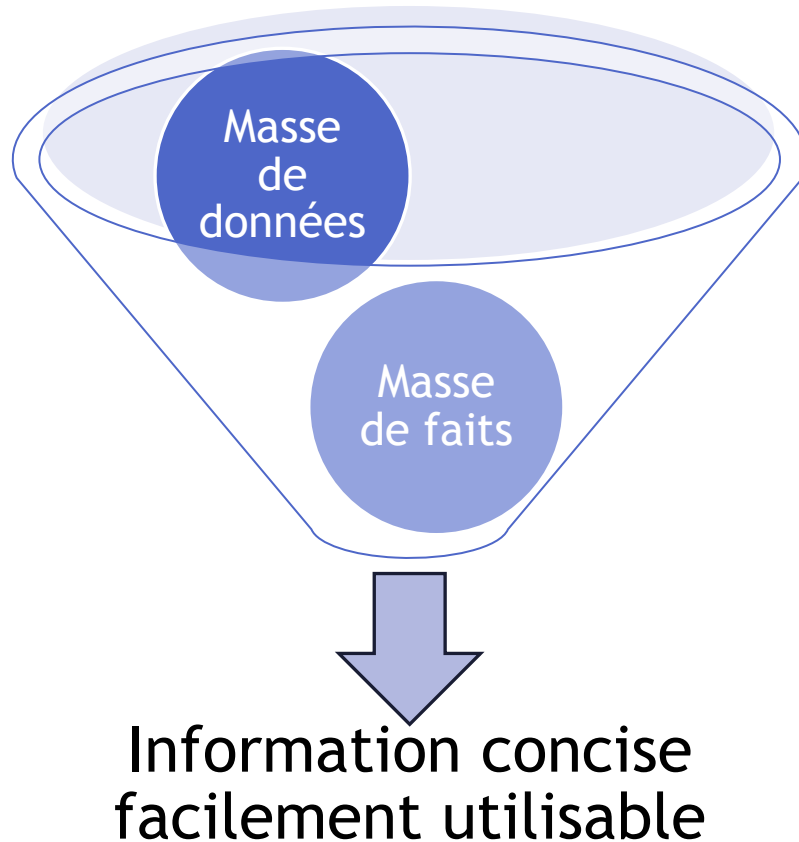 Masse
de
données
Masse
de faits
Information concise
facilement utilisable